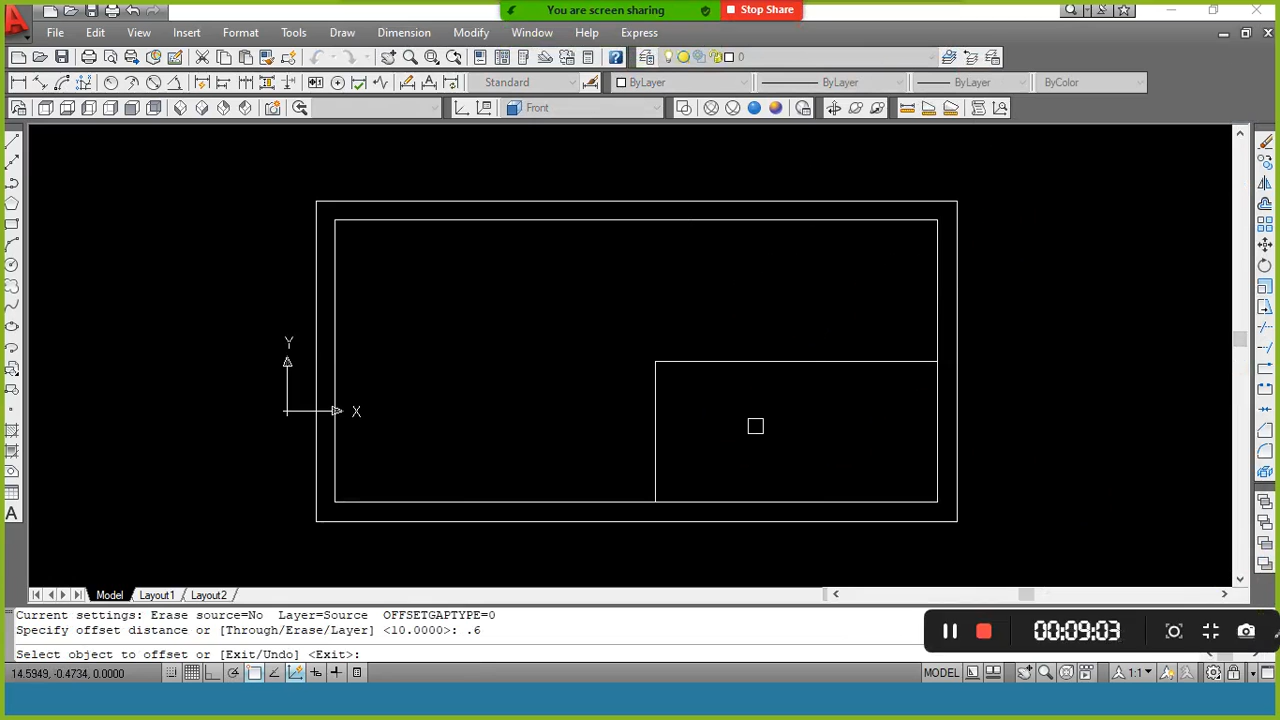 You are screen sharing
Stop Share
File Edit View Insert Format Tools Draw Dimension Modify Window Help Express
0
Standard ByLayer ByLayer ByLayer ByColor
Front
Y
X
A
Model Layout1 Layout2
Current settings: Erase source=No Layer=Source OFFSETGAPTYPE=0
Specify offset distance or [Through/Erase/Layer] <10.0000>: .6
Select object to offset or [Exit/Undo] <Exit>:
00:09:03
14.5949, -0.4734, 0.0000 MODEL 1:1